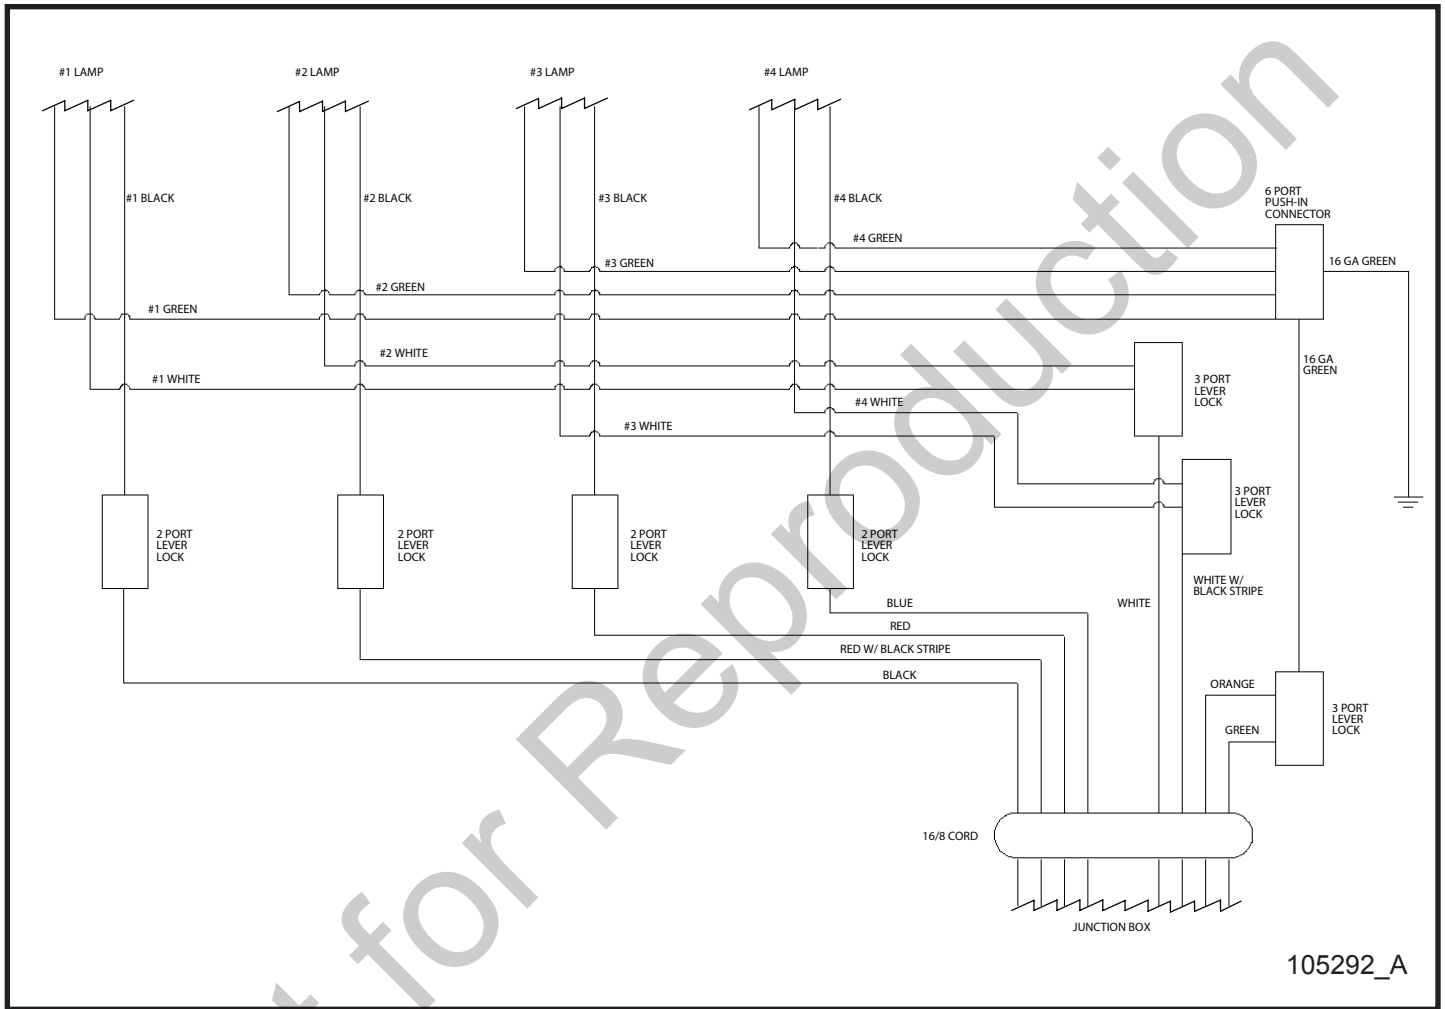 #1 LAMP
#2 LAMP
#3 LAMP
#4 LAMP
#1 BLACK
#2 BLACK
#3 BLACK
#4 BLACK
6 PORT
PUSH-IN
CONNECTOR
#4 GREEN
#3 GREEN
16 GA GREEN
#2 GREEN
#1 GREEN
#2 WHITE
16 GA
GREEN
#1 WHITE
3 PORT
LEVER
LOCK
#4 WHITE
#3 WHITE
3 PORT
LEVER
LOCK
2 PORT
LEVER
LOCK
2 PORT
LEVER
LOCK
2 PORT
LEVER
LOCK
2 PORT
LEVER
LOCK
WHITE W/
BLACK STRIPE
BLUE
WHITE
RED
RED W/ BLACK STRIPE
BLACK
ORANGE
3 PORT
LEVER
LOCK
GREEN
16/8 CORD
JUNCTION BOX
105292_A
t for Reproduction